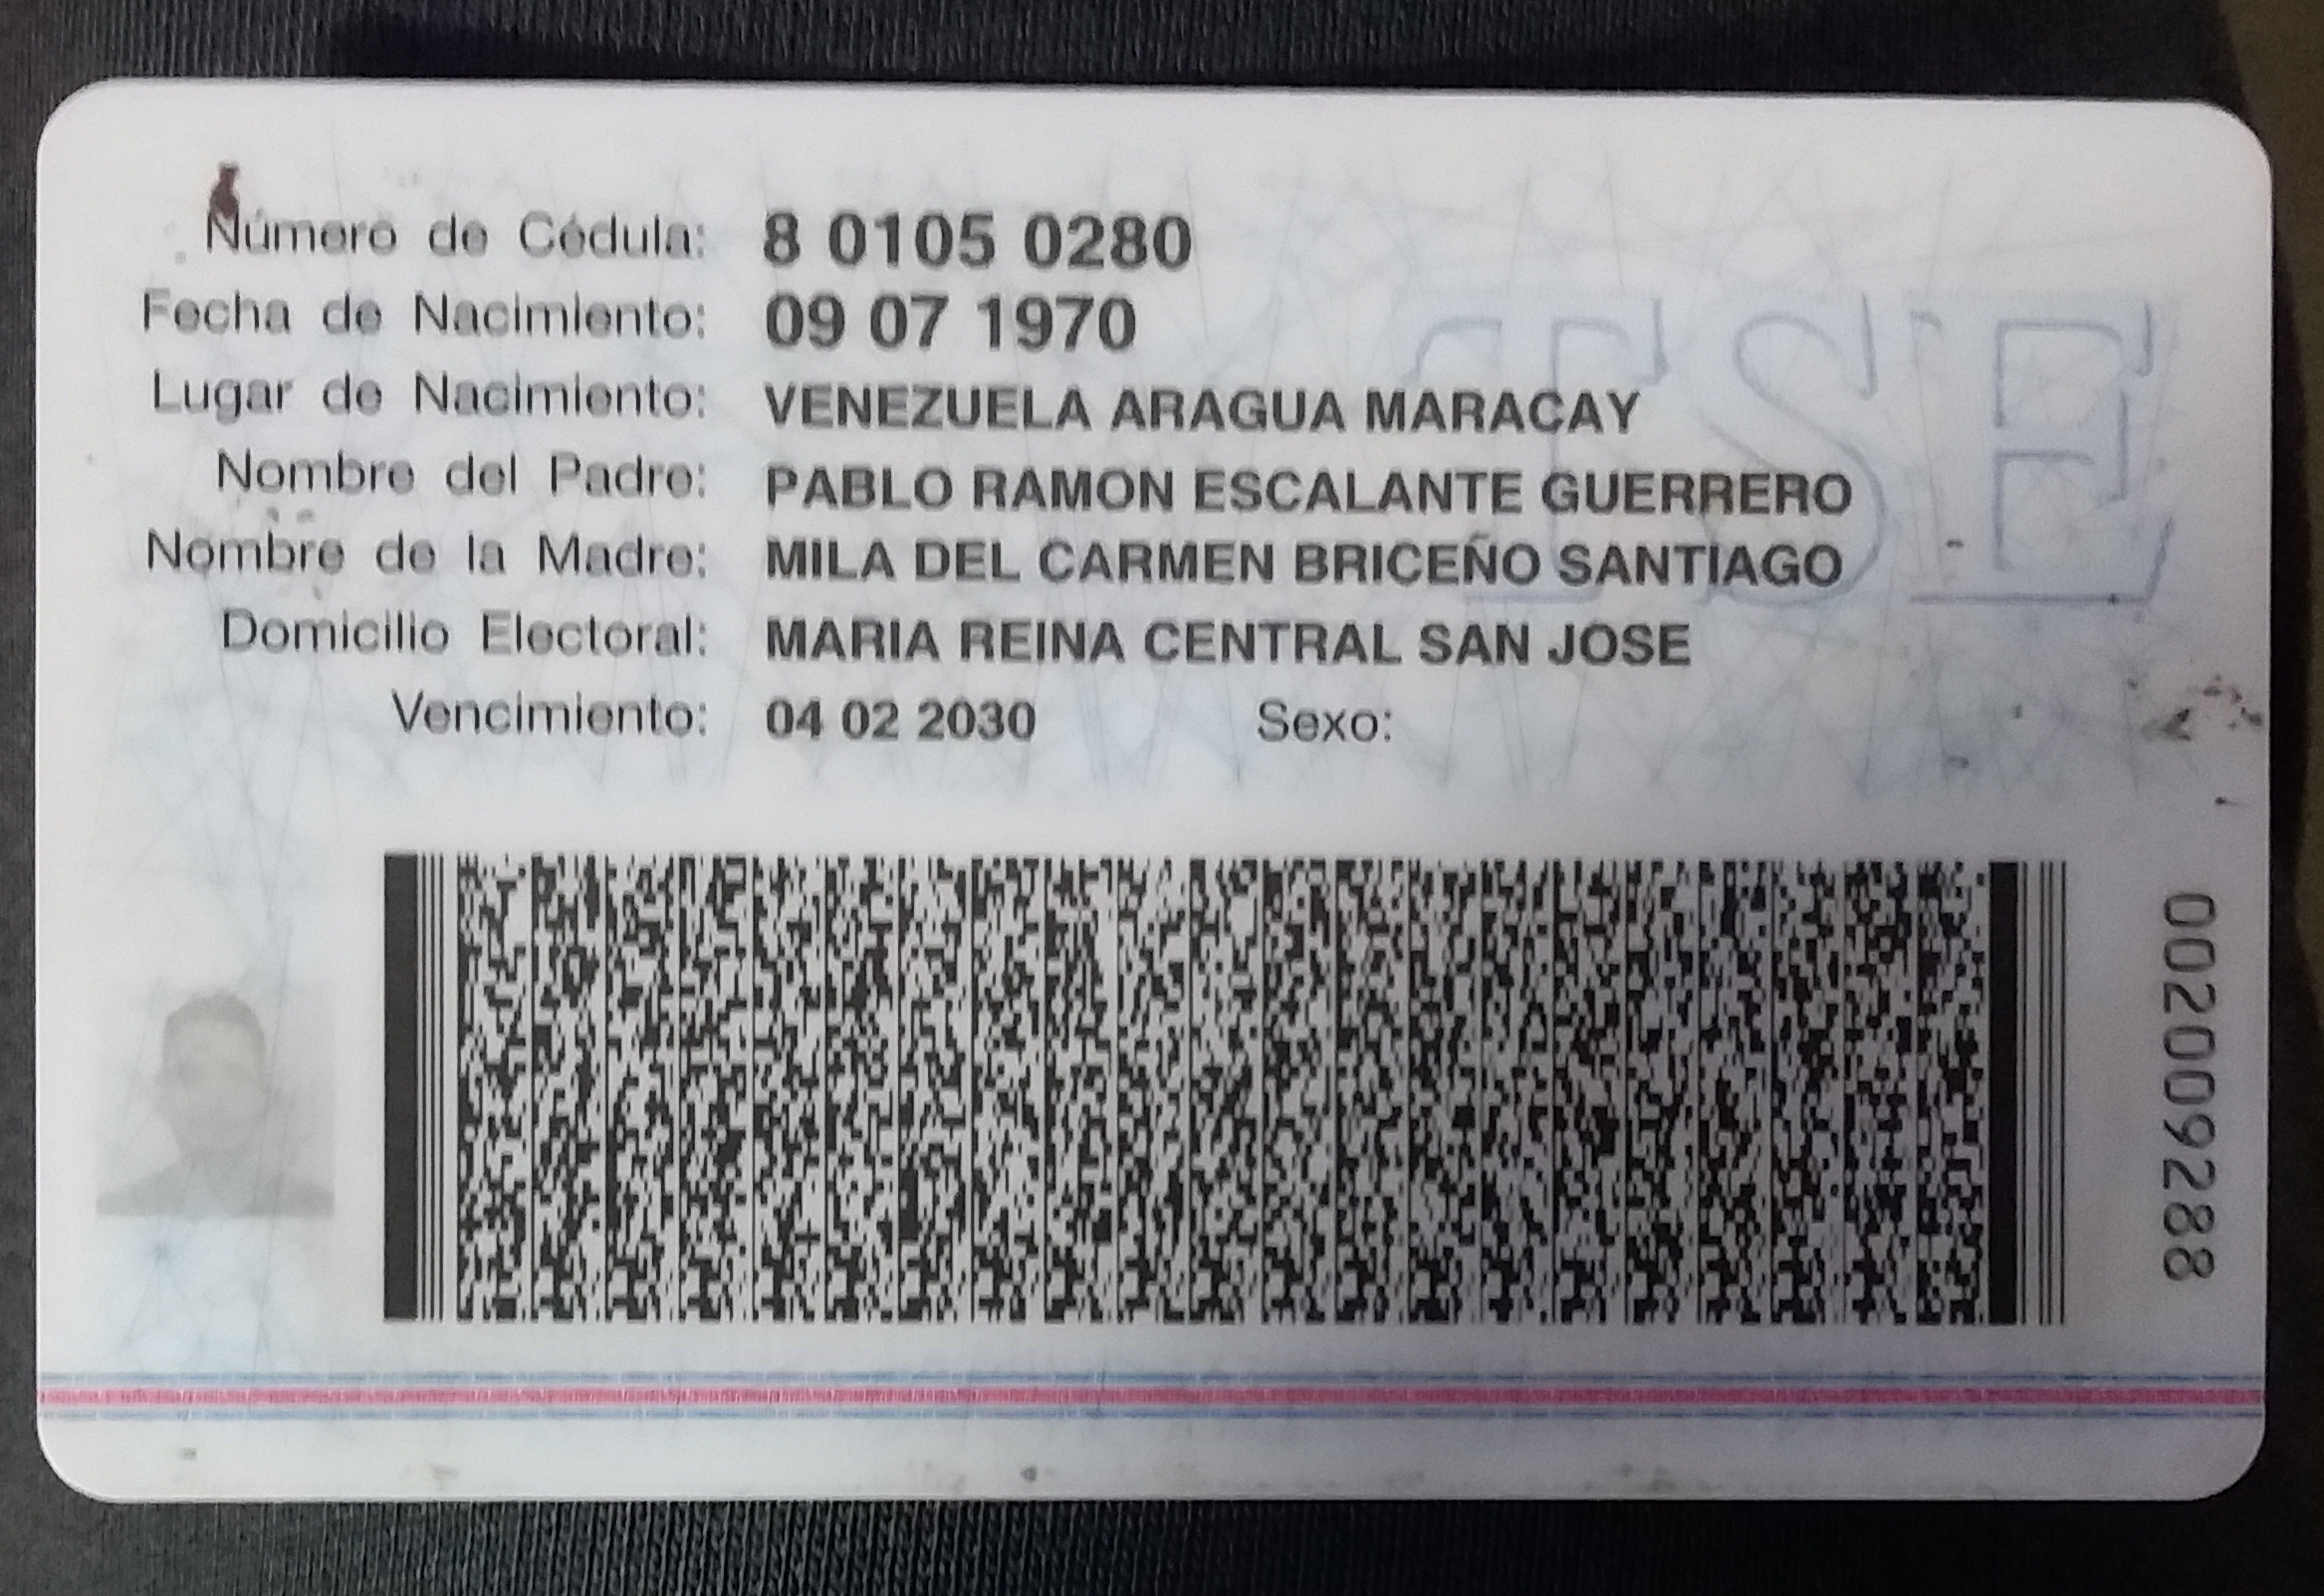 Número de Cédula: 8 0105 0280
Fecha de Nacimiento: 09 07 1970
Lugar de Nacimiento: VENEZUELA ARAGUA MARACAY
Nombre del Padre: PABLO RAMON ESCALANTE GUERRERO
Nombre de la Madre: MILA DEL CARMEN BRICEÑO SANTIAGO
Domicilio Electoral: MARIA REINA CENTRAL SAN JOSE
Vencimiento: 04 02 2030 Sexo:
TSE
002009288